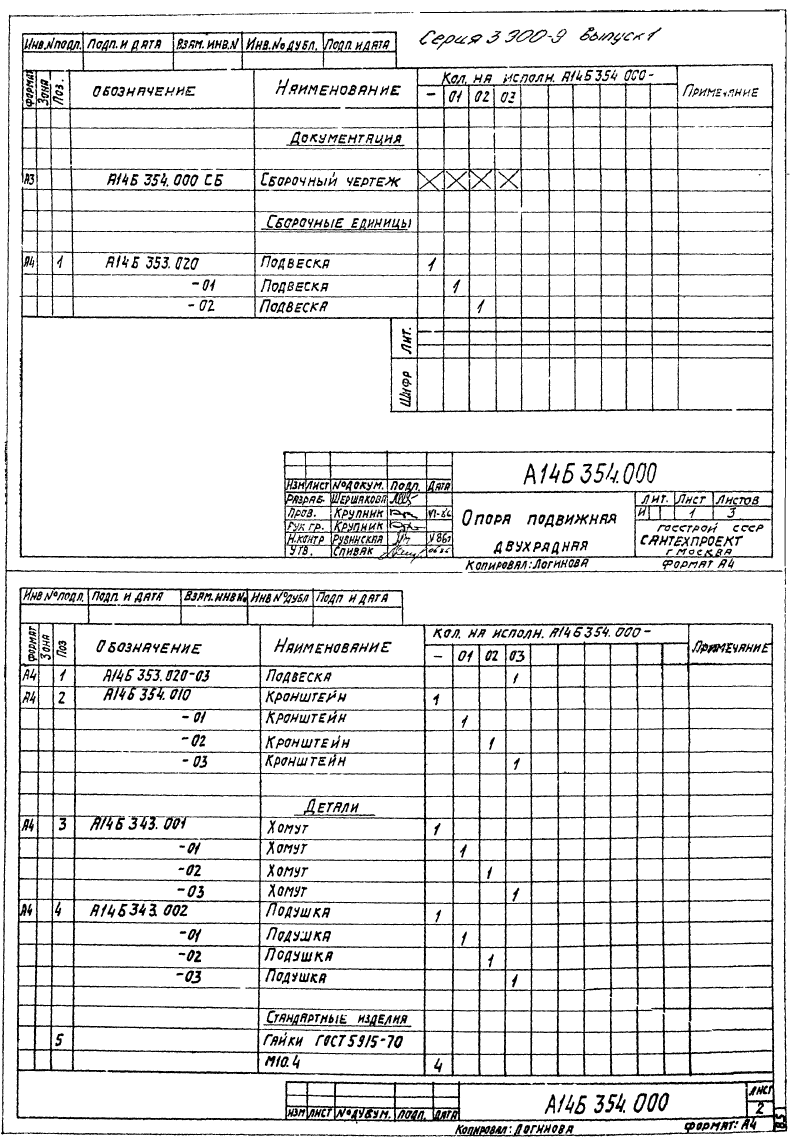 Серия 3 900-9 Выпуск 1
Инв.№ подл. Подп. и дата Взам. инв.№ Инв.№ дубл. Подп и дата
Формат Зона Поз. Обозначение Наименование Кол. на исполн. А14Б 354 000- Примечание
- 01 02 03
Документация
А3 А14Б 354.000 СБ Сборочный чертеж X X X X
Сборочные единицы
А4 1 А14Б 353.020 Подвеска 1
-01 Подвеска 1
-02 Подвеска 1
Лит.
Шифр
А14Б 354.000
Изм Лист № докум. Подп. Дата
Разраб. Шершакова
Лит. Лист Листов
Пров. Крупник
И 1 3
Рук гр. Крупник
Опора подвижная
Госстрой СССР
Н.контр Рубинская
двухрадная
Сантехпроект
Утв. Спивак
г Москва
Копировал: Логинова Формат А4
Инв № подл. Подп. и дата Взам. инв № Инв № дубл Подп и дата
Формат Зона Поз Обозначение Наименование Кол. на исполн. А14Б 354.000- Примечание
- 01 02 03
А4 1 А14Б 353.020-03 Подвеска 1
А4 2 А14Б 354.010 Кронштейн 1
-01 Кронштейн 1
-02 Кронштейн 1
-03 Кронштейн 1
Детали
А4 3 А14Б 343.001 Хомут 1
-01 Хомут 1
-02 Хомут 1
-03 Хомут 1
А4 4 А14Б 343.002 Подушка 1
-01 Подушка 1
-02 Подушка 1
-03 Подушка 1
Стандартные изделия
5 Гайки ГОСТ 5915-70
М10.4 4
А14Б 354.000
Лист
2
Изм Лист Подп. Дата
Копировал: Логинова Формат: А4